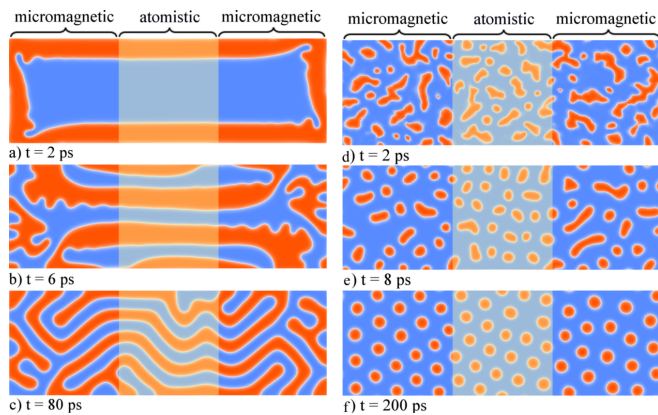 micromagnetic atomistic micromagnetic
a) t = 2 ps
b) t = 6 ps
c) t = 80 ps
micromagnetic atomistic micromagnetic
d) t = 2 ps
e) t = 8 ps
f) t = 200 ps